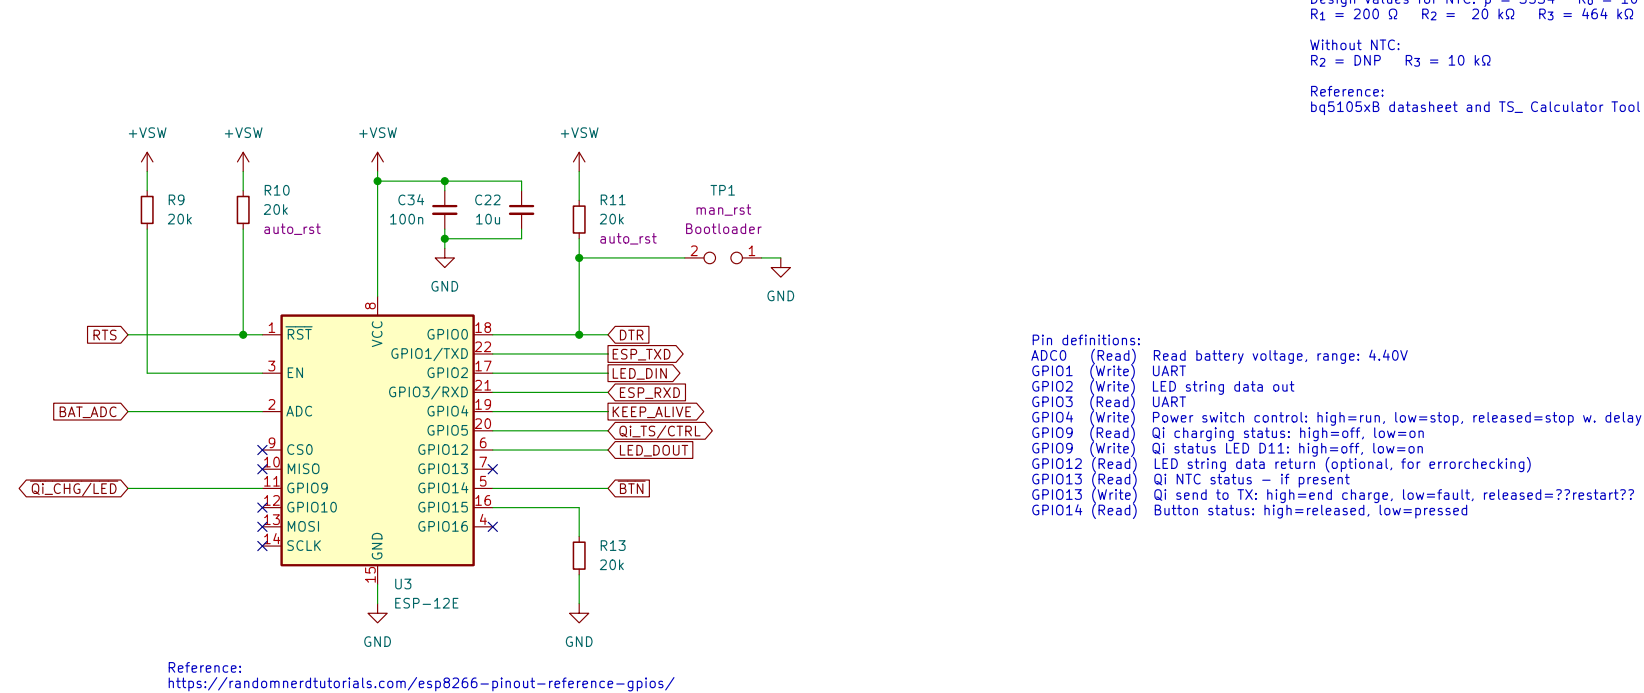 Design values for NTC: β = 3334 R₀ = 10
R₁ = 200 Ω R₂ = 20 kΩ R₃ = 464 kΩ
Without NTC:
R₂ = DNP R₃ = 10 kΩ
Reference:
bq5105xB datasheet and TS_ Calculator Tool
+VSW
+VSW
+VSW
+VSW
R9
20k
R10
20k
auto_rst
C34
100n
C22
10u
R11
20k
auto_rst
TP1
man_rst
Bootloader
2
1
GND
GND
8
VCC
RTS
1
RST
3
EN
BAT_ADC
2
ADC
9
CS0
10
MISO
Qi_CHG/LED
11
GPIO9
12
GPIO10
13
MOSI
14
SCLK
GPIO0
18
DTR
GPIO1/TXD
22
ESP_TXD
GPIO2
17
LED_DIN
GPIO3/RXD
21
ESP_RXD
GPIO4
19
KEEP_ALIVE
GPIO5
20
Qi_TS/CTRL
GPIO12
6
LED_DOUT
GPIO13
7
GPIO14
5
BTN
GPIO15
16
GPIO16
4
GND
15
R13
20k
U3
ESP-12E
GND
GND
Reference:
https://randomnerdtutorials.com/esp8266-pinout-reference-gpios/
Pin definitions:
ADC0 (Read) Read battery voltage, range: 4.40V
GPIO1 (Write) UART
GPIO2 (Write) LED string data out
GPIO3 (Read) UART
GPIO4 (Write) Power switch control: high=run, low=stop, released=stop w. delay
GPIO9 (Read) Qi charging status: high=off, low=on
GPIO9 (Write) Qi status LED D11: high=off, low=on
GPIO12 (Read) LED string data return (optional, for errorchecking)
GPIO13 (Read) Qi NTC status - if present
GPIO13 (Write) Qi send to TX: high=end charge, low=fault, released=??restart??
GPIO14 (Read) Button status: high=released, low=pressed